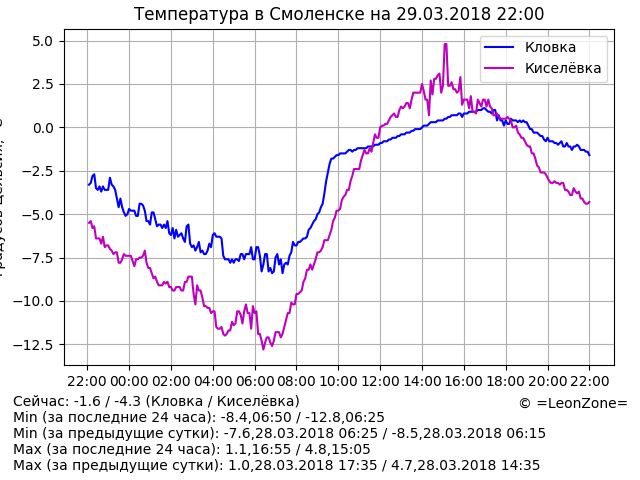 Температура в Смоленске на 29.03.2018 22:00
Кловка
Киселёвка
5.0
2.5
0.0
−2.5
−5.0
−7.5
−10.0
−12.5
22:00 00:00 02:00 04:00 06:00 08:00 10:00 12:00 14:00 16:00 18:00 20:00 22:00
Сейчас: -1.6 / -4.3 (Кловка / Киселёвка)
© =LeonZone=
Min (за последние 24 часа): -8.4,06:50 / -12.8,06:25
Min (за предыдущие сутки): -7.6,28.03.2018 06:25 / -8.5,28.03.2018 06:15
Max (за последние 24 часа): 1.1,16:55 / 4.8,15:05
Max (за предыдущие сутки): 1.0,28.03.2018 17:35 / 4.7,28.03.2018 14:35